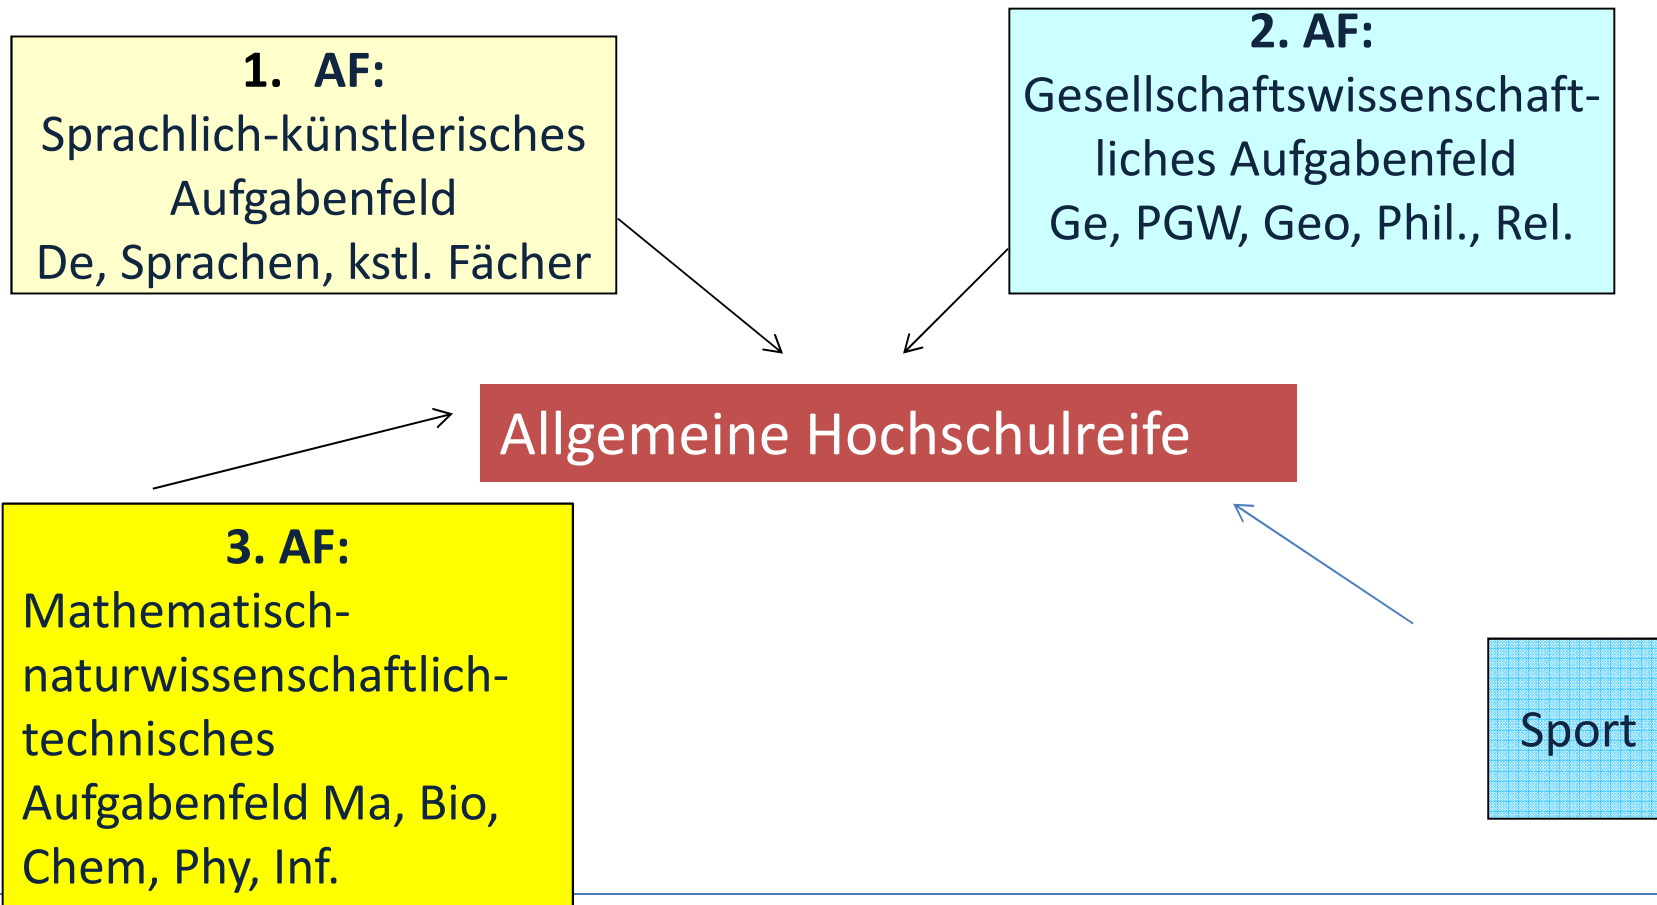 1. AF:
Sprachlich-künstlerisches
Aufgabenfeld
De, Sprachen, kstl. Fächer
2. AF:
Gesellschaftswissenschaft-
liches Aufgabenfeld
Ge, PGW, Geo, Phil., Rel.
Allgemeine Hochschulreife
3. AF:
Mathematisch-
naturwissenschaftlich-
technisches
Aufgabenfeld Ma, Bio,
Chem, Phy, Inf.
Sport